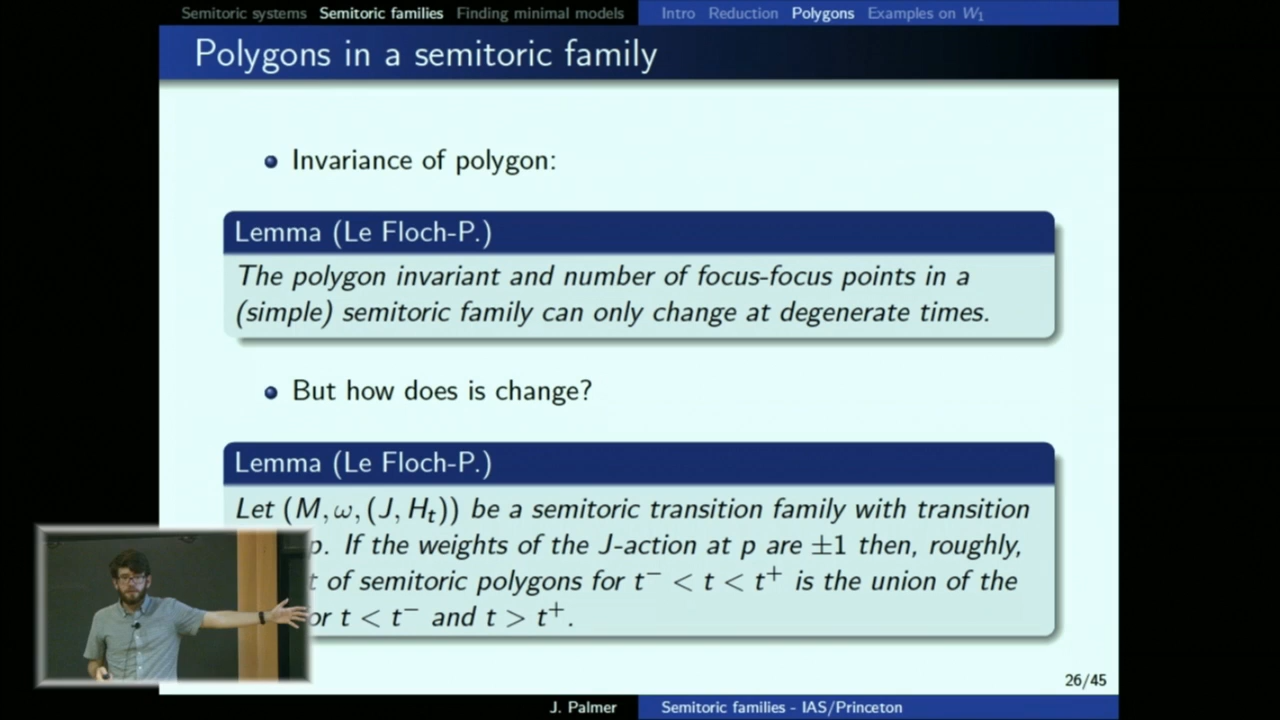 Semitoric systems Semitoric families Finding minimal models Intro Reduction Polygons Examples on W₁
Polygons in a semitoric family
Invariance of polygon:
Lemma (Le Floch-P.)
The polygon invariant and number of focus-focus points in a
(simple) semitoric family can only change at degenerate times.
But how does is change?
Lemma (Le Floch-P.)
Let (M, ω, (J, Hₜ)) be a semitoric transition family with transition
p. If the weights of the J-action at p are ±1 then, roughly,
of semitoric polygons for t⁻ < t < t⁺ is the union of the
t < t⁻ and t > t⁺.
26/45
J. Palmer Semitoric families - IAS/Princeton